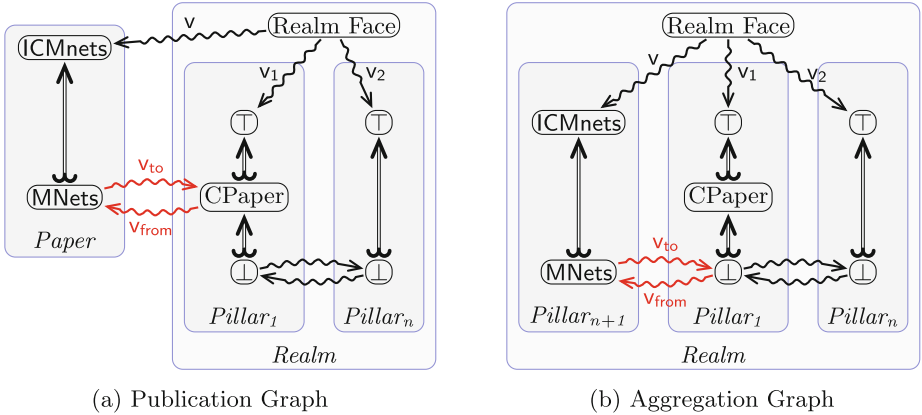 v
Realm Face
ICMnets
v1
v2
⊤
⊤
vto
MNets
CPaper
vfrom
Paper
⊥
⊥
Pillar1
Pillarn
Realm
(a) Publication Graph
Realm Face
v
v1
v2
ICMnets
⊤
⊤
CPaper
vto
MNets
⊥
⊥
vfrom
Pillarn+1
Pillar1
Pillarn
Realm
(b) Aggregation Graph